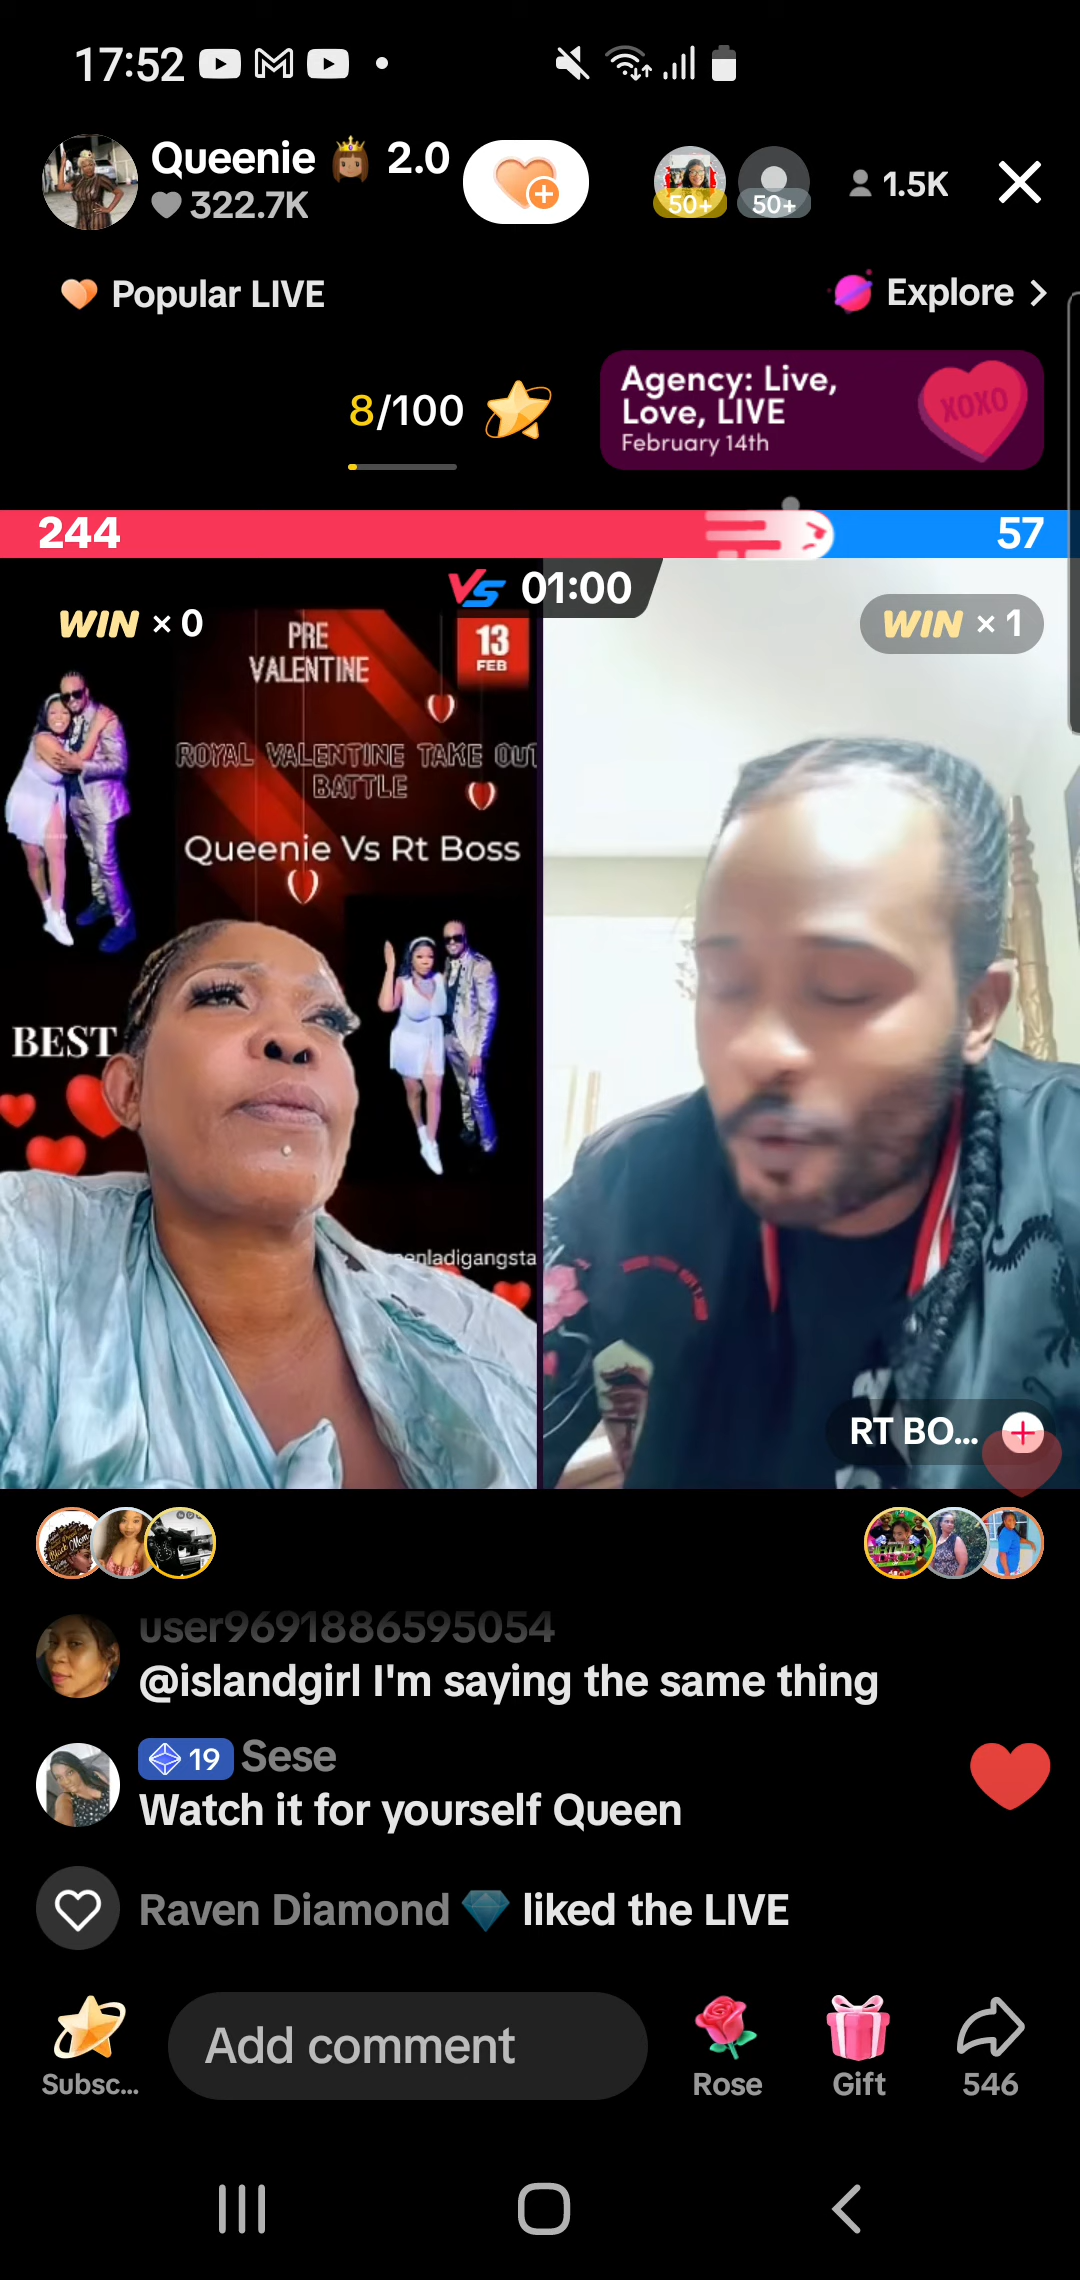 17:52
Queenie 2.0
322.7K
50+
50+
1.5K
Popular LIVE
Explore
8/100
Agency: Live,
Love, LIVE
February 14th
XOXO
244
57
VS 01:00
WIN × 0
WIN × 1
PRE
VALENTINE
13
FEB
ROYAL VALENTINE TAKE OUT
BATTLE
Queenie Vs Rt Boss
BEST
enladigangsta
RT BO...
user9691886595054
@islandgirl I'm saying the same thing
19 Sese
Watch it for yourself Queen
Raven Diamond liked the LIVE
Subsc...
Add comment
Rose
Gift
546